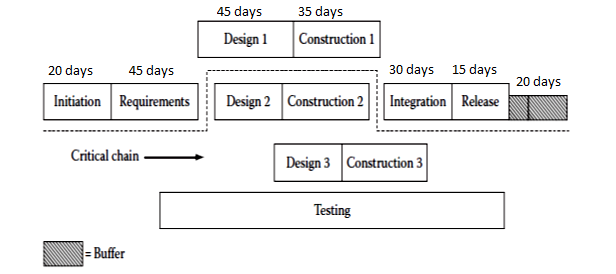 45 days 35 days
Design 1 Construction 1
20 days 45 days 30 days 15 days 20 days
Initiation Requirements Design 2 Construction 2 Integration Release
Critical chain
Design 3 Construction 3
Testing
= Buffer